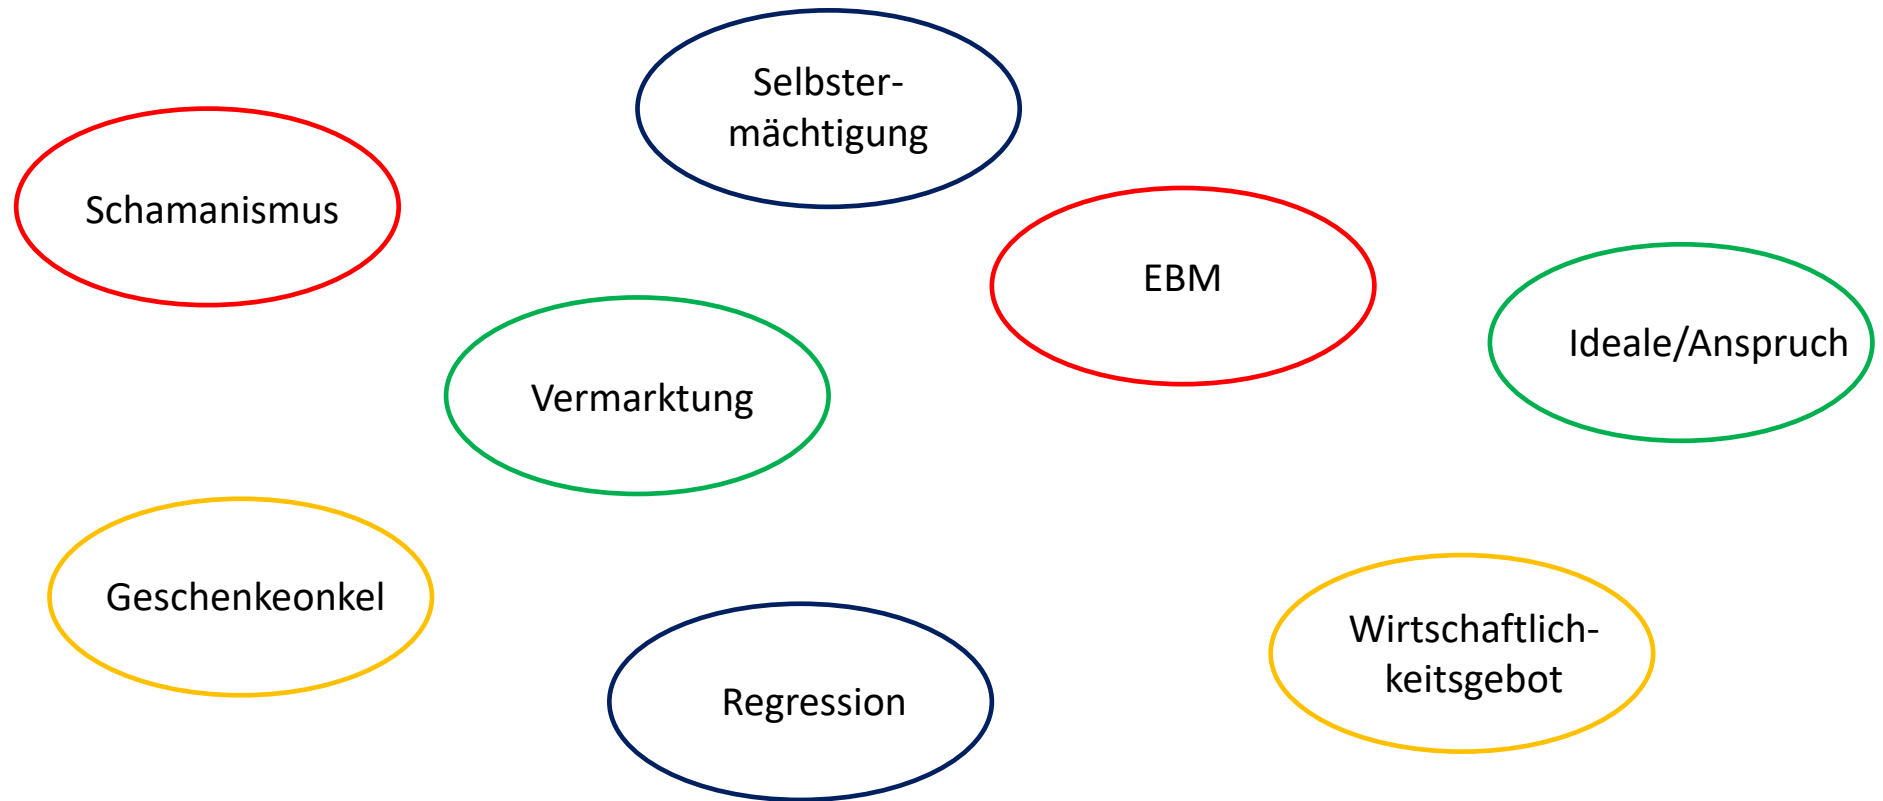 Selbster-
mächtigung
Schamanismus
EBM
Ideale/Anspruch
Vermarktung
Geschenkeonkel
Wirtschaftlich-
keitsgebot
Regression